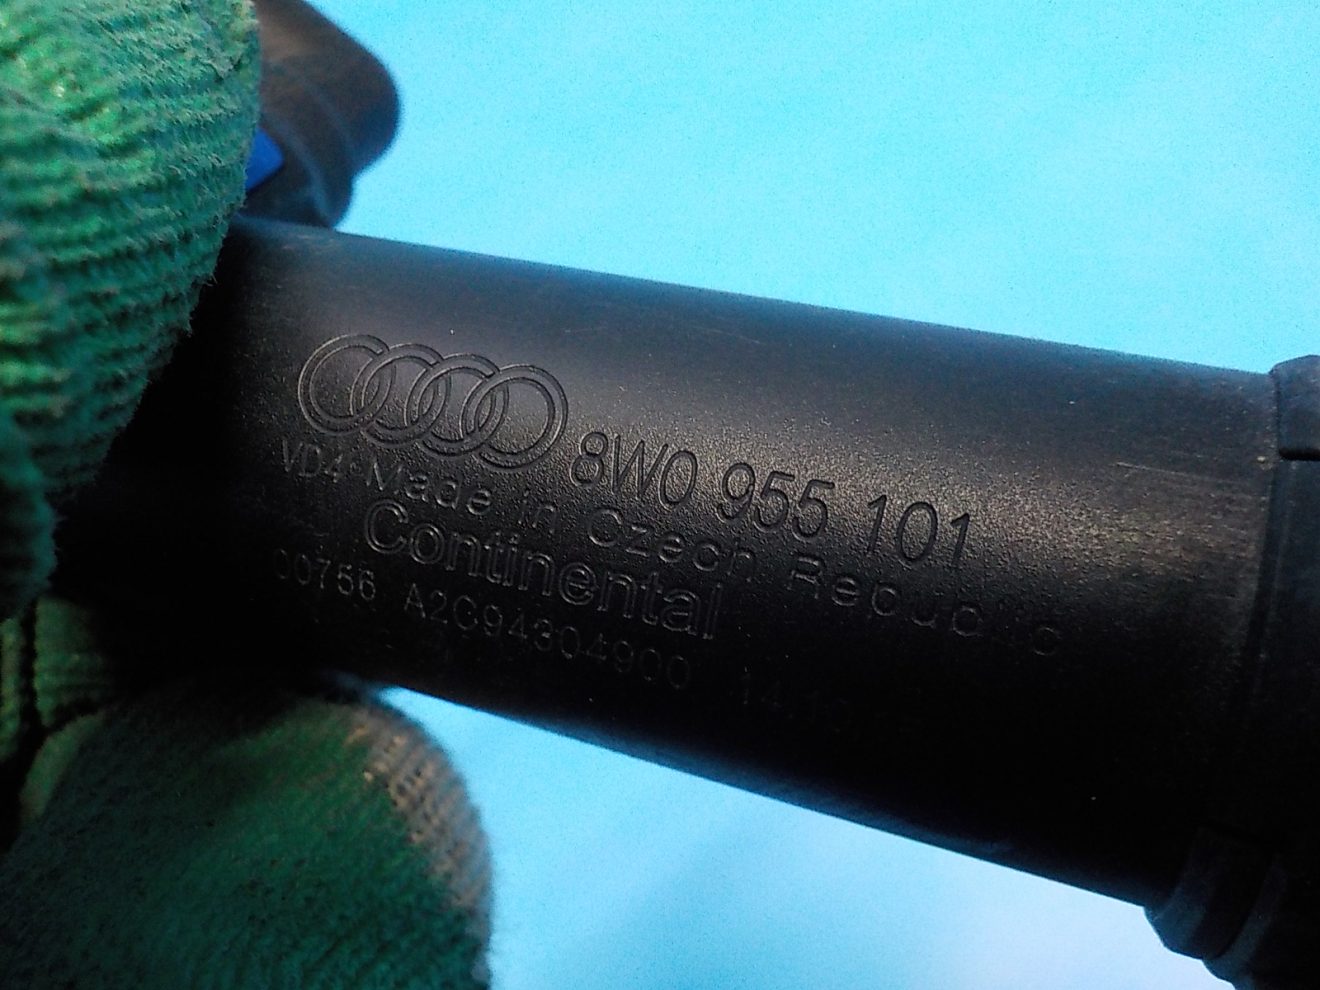 8W0 955 101
VD4 Made in Czech Republic
Continental
00756 A2C94304900